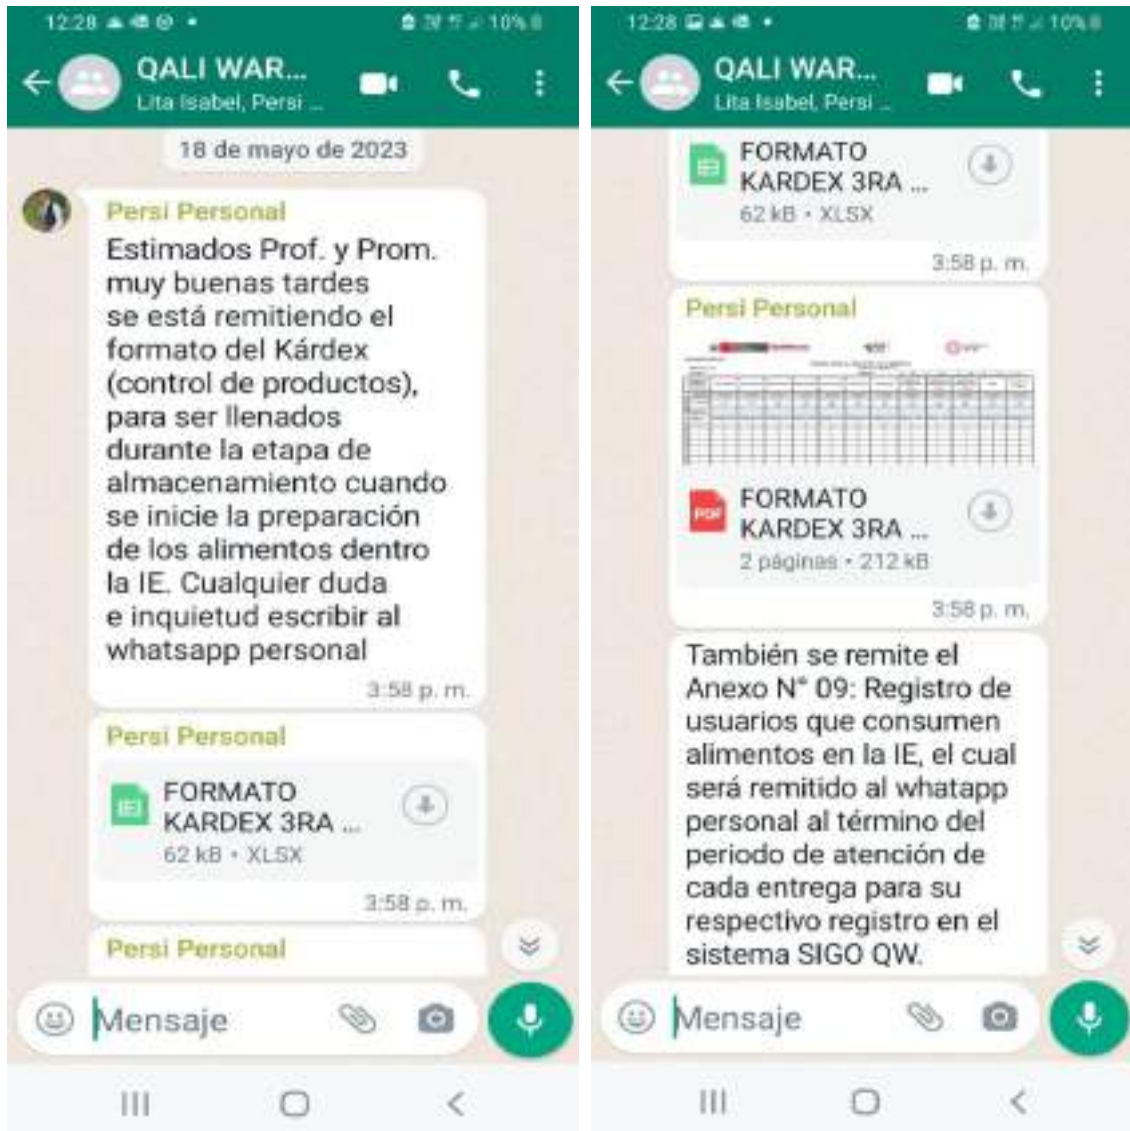 12:28
10%
QALI WAR...
Lita Isabel, Persi ...
18 de mayo de 2023
Persi Personal
Estimados Prof. y Prom.
muy buenas tardes
se está remitiendo el
formato del Kárdex
(control de productos),
para ser llenados
durante la etapa de
almacenamiento cuando
se inicie la preparación
de los alimentos dentro
la IE. Cualquier duda
e inquietud escribir al
whatsapp personal
3:58 p. m.
Persi Personal
FORMATO
KARDEX 3RA ...
62 kB • XLSX
3:58 p. m.
Persi Personal
Mensaje
12:28
10%
QALI WAR...
Lita Isabel, Persi ...
FORMATO
KARDEX 3RA ...
62 kB • XLSX
3:58 p. m.
Persi Personal
PDF
FORMATO
KARDEX 3RA ...
2 páginas • 212 kB
3:58 p. m.
También se remite el
Anexo N° 09: Registro de
usuarios que consumen
alimentos en la IE, el cual
será remitido al whatapp
personal al término del
periodo de atención de
cada entrega para su
respectivo registro en el
sistema SIGO QW.
Mensaje